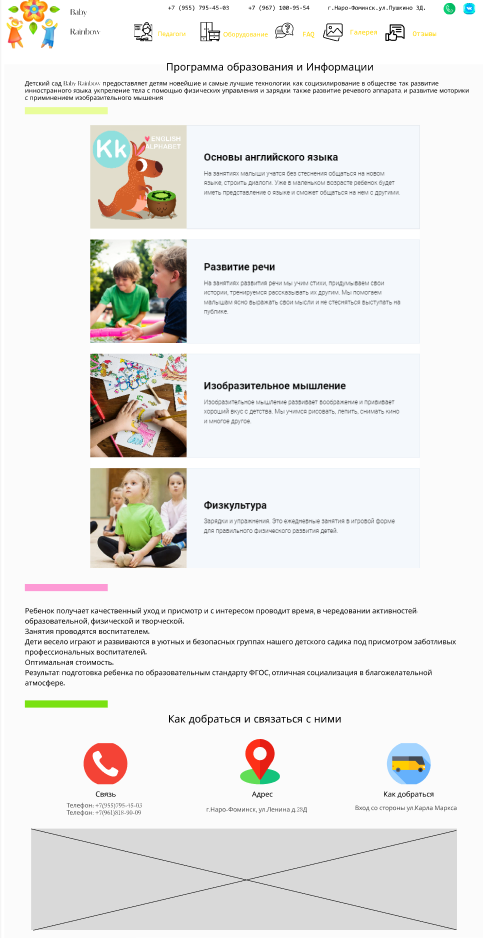 Baby
Rainbow
+7 (955) 795-45-03 +7 (967) 100-95-54 г.Наро-Фоминск.ул.Пушкино 3Д.
Педагоги Оборудование FAQ Галерея Отзывы
Программа образования и Информации
Детский сад Baby Rainbow предоставляет детям новейшие и самые лучшие технологии как социзилирование в обществе так развитие
инностранного языка укпреление тела с помощью физических управления и зарядки также развитие речевого аппарата и развитие моторики
с приминением изобразительного мышения
Kk
ENGLISH
ALPHABET
Основы английского языка
На занятиях малыши учатся без стеснения общаться на новом
языке, строить диалоги. Уже в маленьком возрасте ребенок будет
иметь представление о языке и сможет общаться на нем с другими.
Развитие речи
На занятиях развития речи мы учим стихи, придумываем свои
истории, тренируемся рассказывать их другим. Мы помогаем
малышам ясно выражать свои мысли и не стесняться выступать на
публике.
Изобразительное мышление
Изобразительное мышление развивает воображение и прививает
хороший вкус с детства. Мы учимся рисовать, лепить, снимать кино
и многое другое.
Физкультура
Зарядки и упражнения. Это ежедневные занятия в игровой форме
для правильного физического развития детей.
Ребенок получает качественный уход и присмотр и с интересом проводит время, в чередовании активностей:
образовательной, физической и творческой.
Занятия проводятся воспитателем.
Дети весело играют и развиваются в уютных и безопасных группах нашего детского садика под присмотром заботливых
профессиональных воспитателей.
Оптимальная стоимость.
Результат подготовка ребенка по образовательным стандарту ФГОС, отличная социализация в благожелательной
атмосфере.
Как добраться и связаться с ними
Связь
Телефон: +7(955)795-45-03
Телефон: +7(961)818-99-09
Адрес
г.Наро-Фоминск, ул.Ленина д.28Д
Как добраться
Вход со стороны ул.Карла Маркса